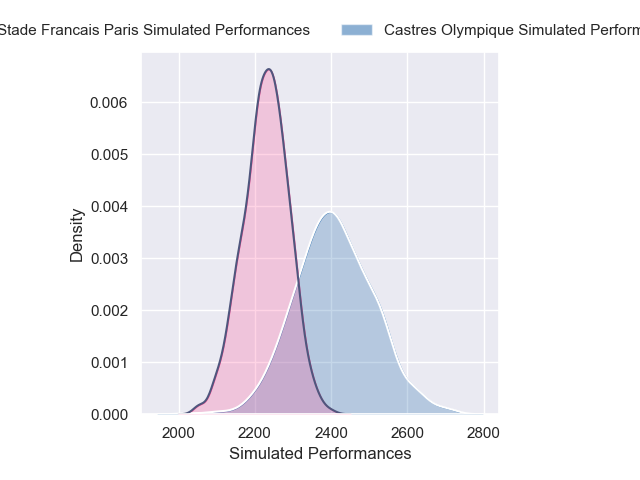 Stade Francais Paris Simulated Performances Castres Olympique Simulated
0.006
0.005
0.004
0.003
0.002
0.001
0.000
Density
2000 2200 2400 2600 2800
Simulated Performances